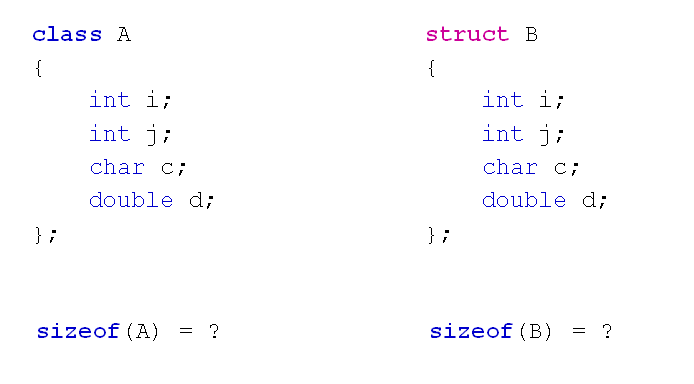 class A
{
    int i;
    int j;
    char c;
    double d;
};
sizeof(A) = ?
struct B
{
    int i;
    int j;
    char c;
    double d;
};
sizeof(B) = ?